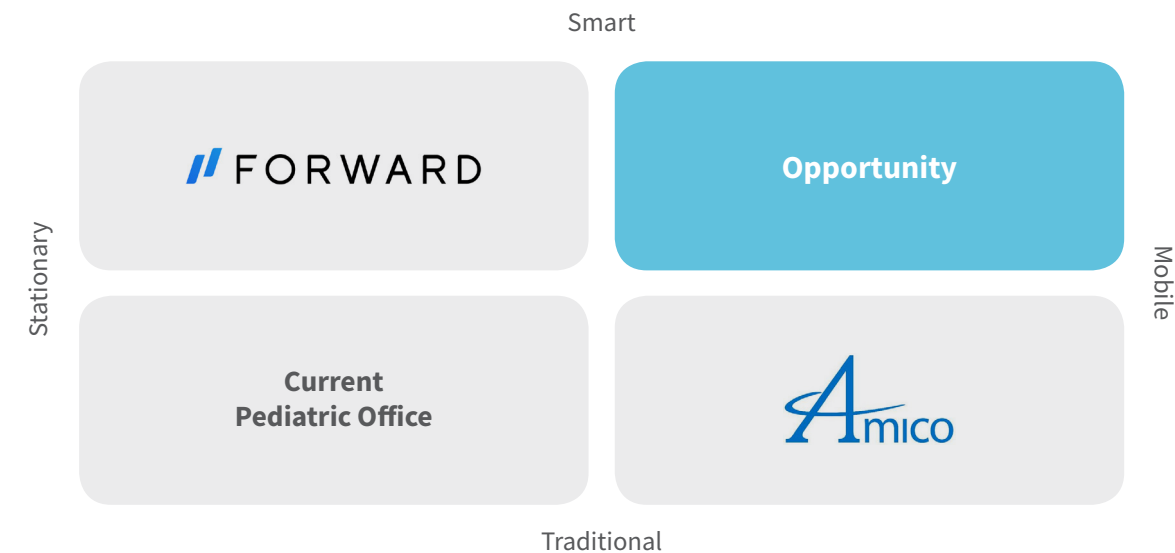 Smart
FORWARD
Opportunity
Stationary
Mobile
Current
Pediatric Office
Amico
Traditional